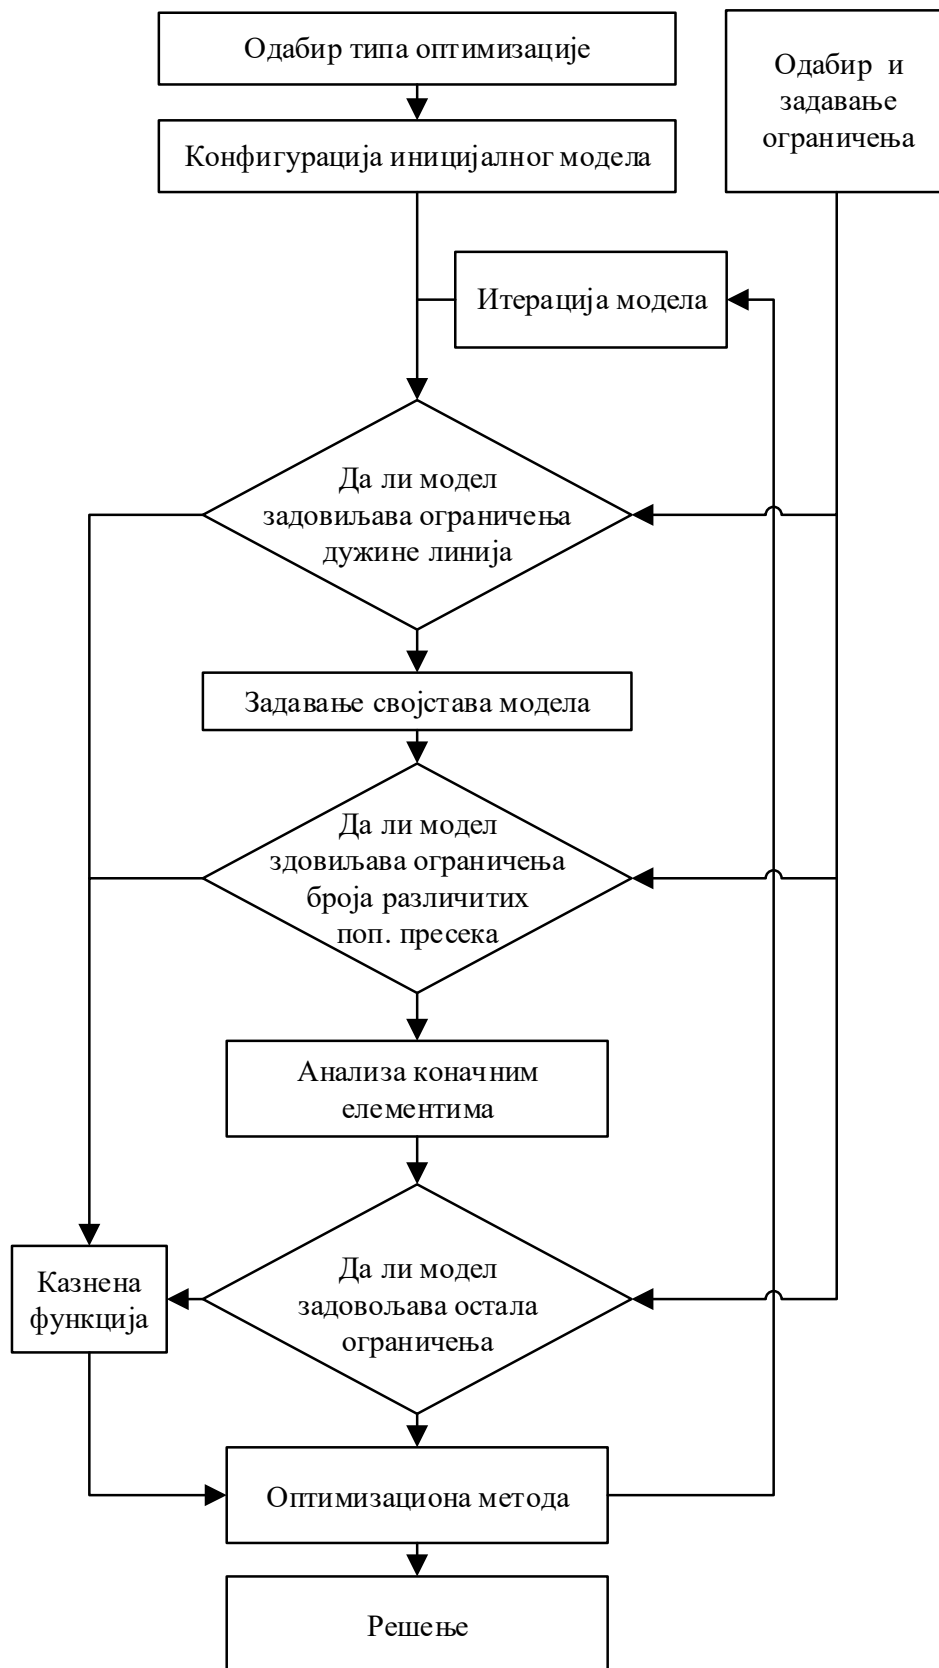 Одабир типа оптимизације
Одабир и
задавање
ограничења
Конфигурација иницијалног модела
Итерација модела
Да ли модел
задовиљава ограничења
дужине линија
Задавање својстава модела
Да ли модел
здовиљава ограничења
броја различитих
поп. пресека
Анализа коначним
елементима
Казнена
функција
Да ли модел
задовољава остала
ограничења
Оптимизациона метода
Решење